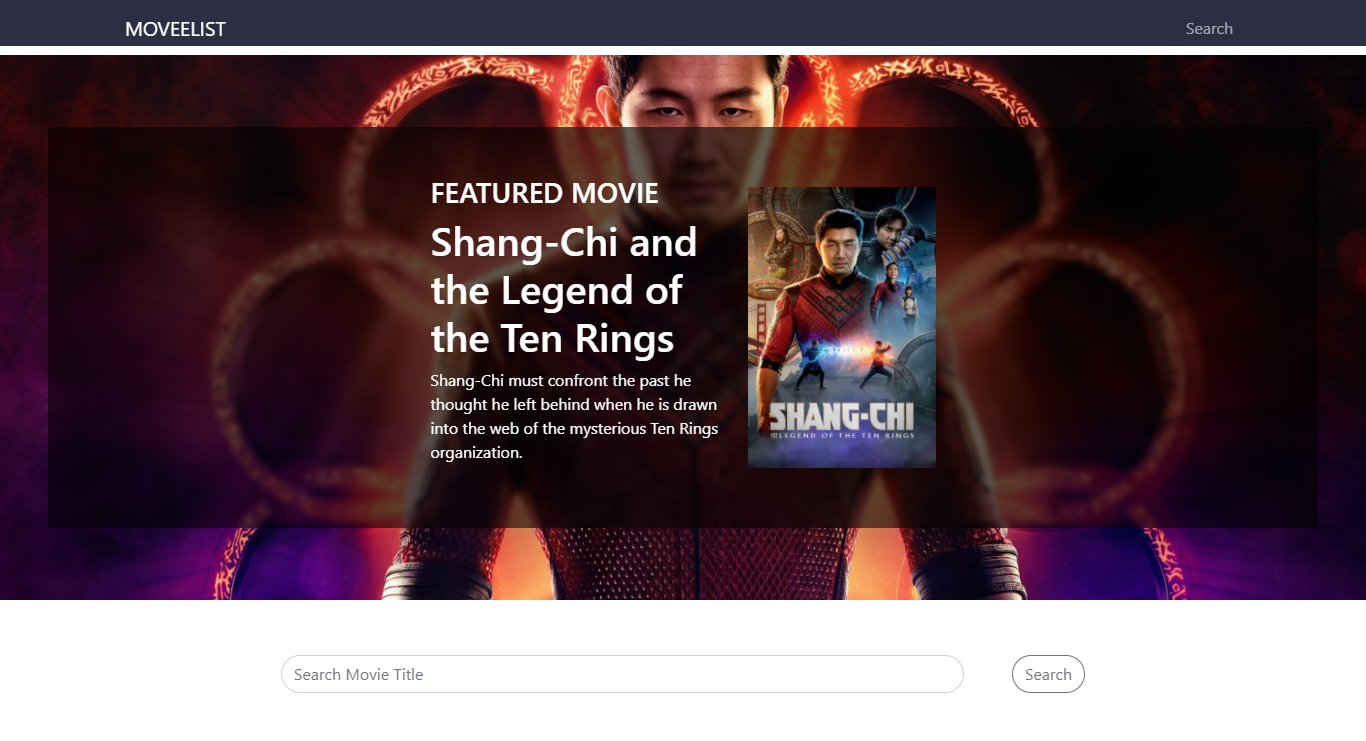 MOVEELIST
Search
FEATURED MOVIE
Shang-Chi and
the Legend of
the Ten Rings
Shang-Chi must confront the past he
thought he left behind when he is drawn
into the web of the mysterious Ten Rings
organization.
SHANG-CHI
AND THE LEGEND OF THE TEN RINGS
Search Movie Title
Search